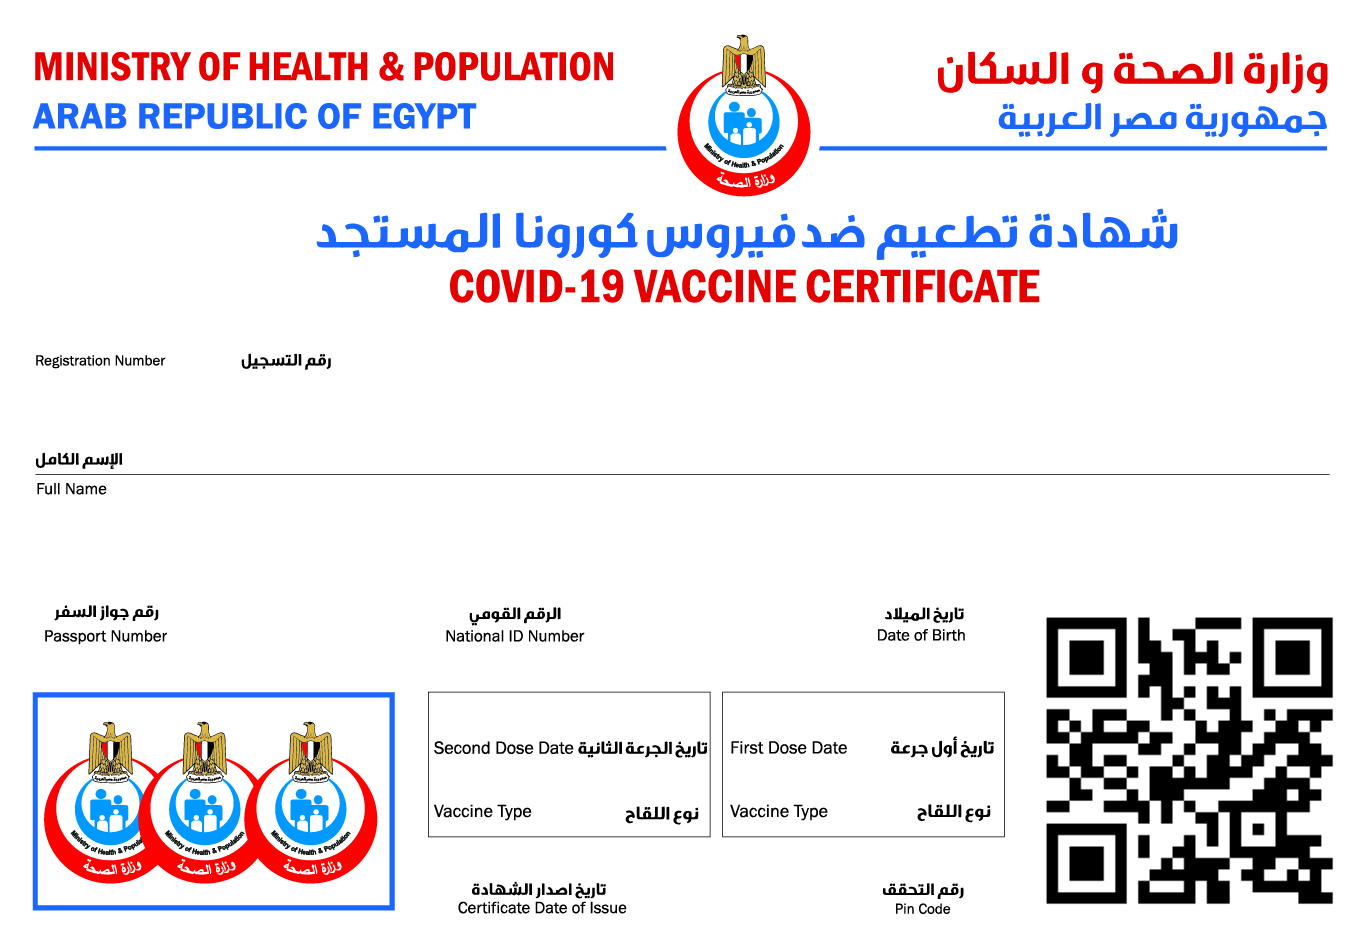 MINISTRY OF HEALTH & POPULATION
وزارة الصحة و السكان
ARAB REPUBLIC OF EGYPT
جمهورية مصر العربية
Ministry of Health & Population
وزارة الصحة
شهادة تطعيم ضد فيروس كورونا المستجد
COVID-19 VACCINE CERTIFICATE
Registration Number رقم التسجيل
الإسم الكامل
Full Name
رقم جواز السفر
Passport Number
الرقم القومي
National ID Number
تاريخ الميلاد
Date of Birth
Ministry of Health & Popula
وزارة الصحة
Ministry of Health & Population
وزارة الصحة
Ministry of Health & Population
وزارة الصحة
Second Dose Date تاريخ الجرعة الثانية
Vaccine Type نوع اللقاح
First Dose Date تاريخ أول جرعة
Vaccine Type نوع اللقاح
تاريخ اصدار الشهادة
Certificate Date of Issue
رقم التحقق
Pin Code